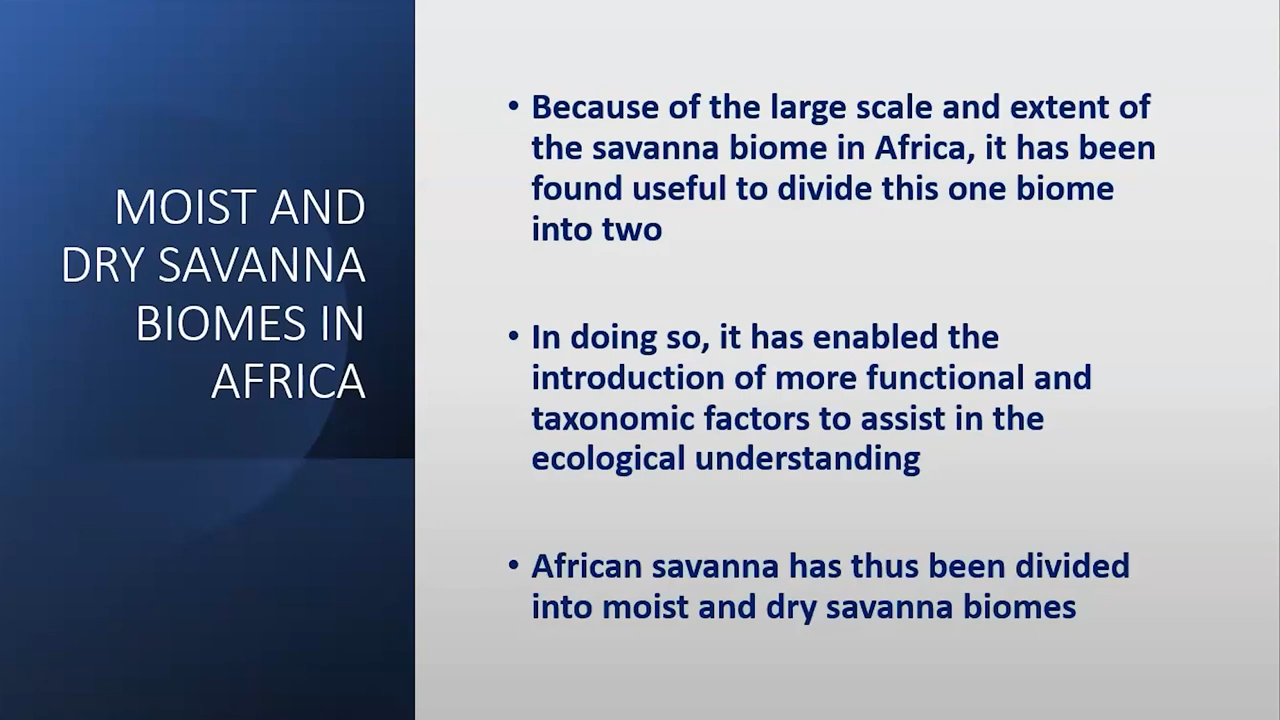 MOIST AND
DRY SAVANNA
BIOMES IN
AFRICA
• Because of the large scale and extent of
the savanna biome in Africa, it has been
found useful to divide this one biome
into two
• In doing so, it has enabled the
introduction of more functional and
taxonomic factors to assist in the
ecological understanding
• African savanna has thus been divided
into moist and dry savanna biomes